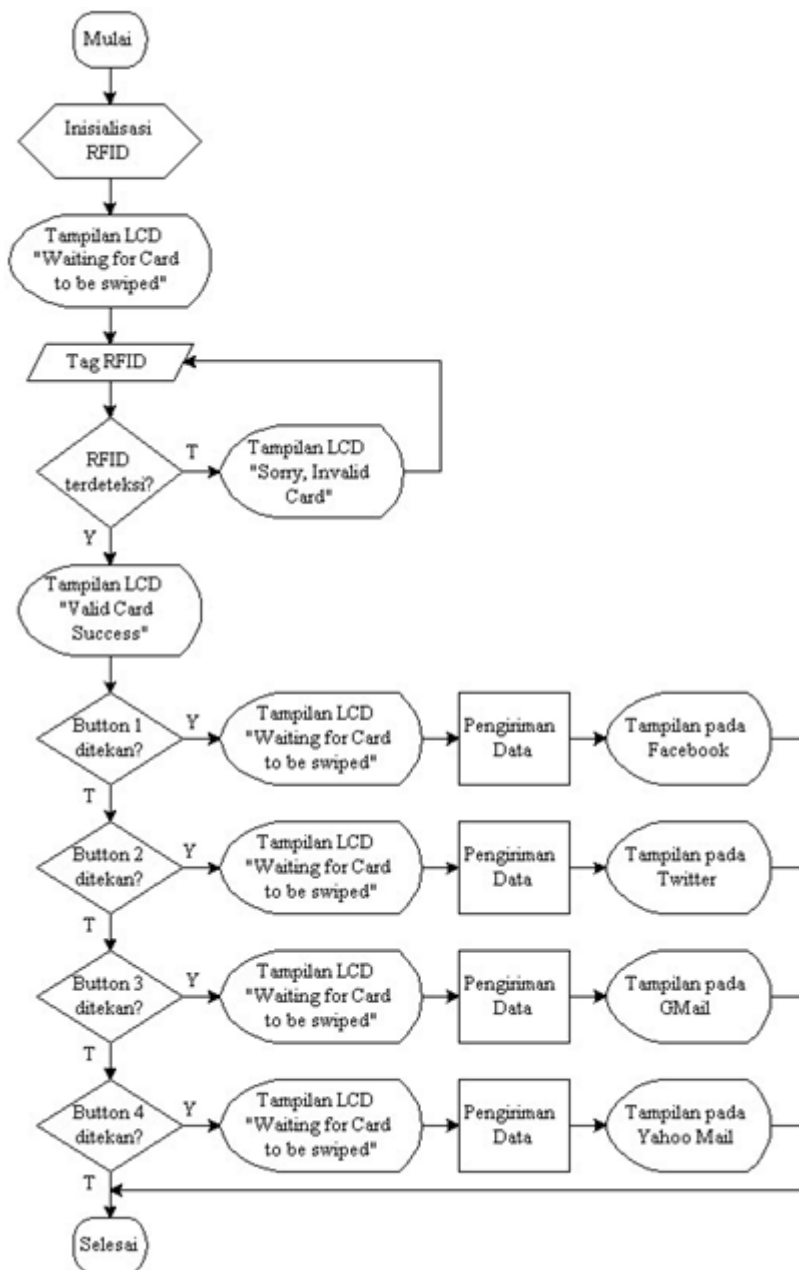 Mulai
Inisialisasi
RFID
Tampilan LCD
"Waiting for Card
to be swiped"
Tag RFID
RFID
terdeteksi?
T
Tampilan LCD
"Sorry, Invalid
Card"
Y
Tampilan LCD
"Valid Card
Success"
Button 1
ditekan?
Y
Tampilan LCD
"Waiting for Card
to be swiped"
Pengiriman
Data
Tampilan pada
Facebook
T
Button 2
ditekan?
Y
Tampilan LCD
"Waiting for Card
to be swiped"
Pengiriman
Data
Tampilan pada
Twitter
T
Button 3
ditekan?
Y
Tampilan LCD
"Waiting for Card
to be swiped"
Pengiriman
Data
Tampilan pada
GMail
T
Button 4
ditekan?
Y
Tampilan LCD
"Waiting for Card
to be swiped"
Pengiriman
Data
Tampilan pada
Yahoo Mail
T
Selesai